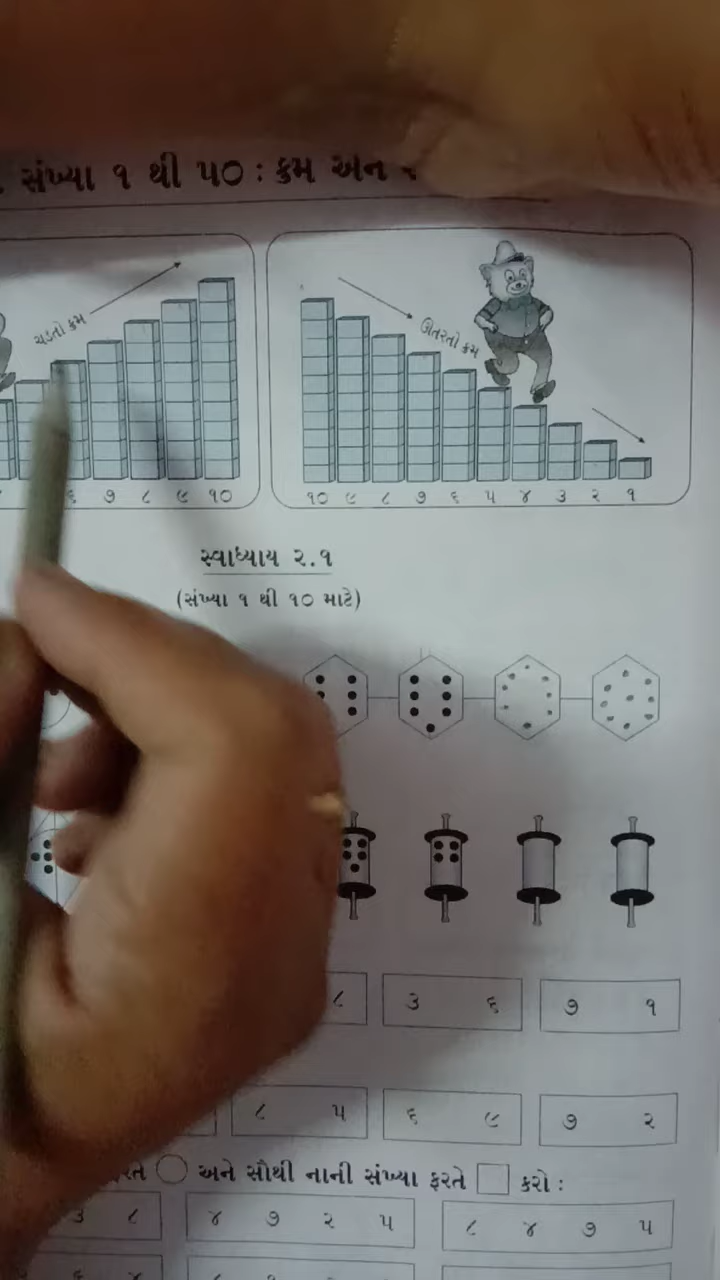 સંખ્યા ૧ થી ૫૦ : ક્રમ અને
ચડતો ક્રમ
૬ ૭ ૮ ૯ ૧૦
ઊતરતો ક્રમ
૧૦ ૯ ૮ ૭ ૬ ૫ ૪ ૩ ૨ ૧
સ્વાધ્યાય ૨.૧
(સંખ્યા ૧ થી ૧૦ માટે)
૮ ૩ ૬ ૭ ૧
૮ ૫ ૬ ૯ ૭ ૨
અને સૌથી નાની સંખ્યા ફરતે કરો :
૩ ૮ ૪ ૭ ૨ ૫ ૮ ૪ ૭ ૫